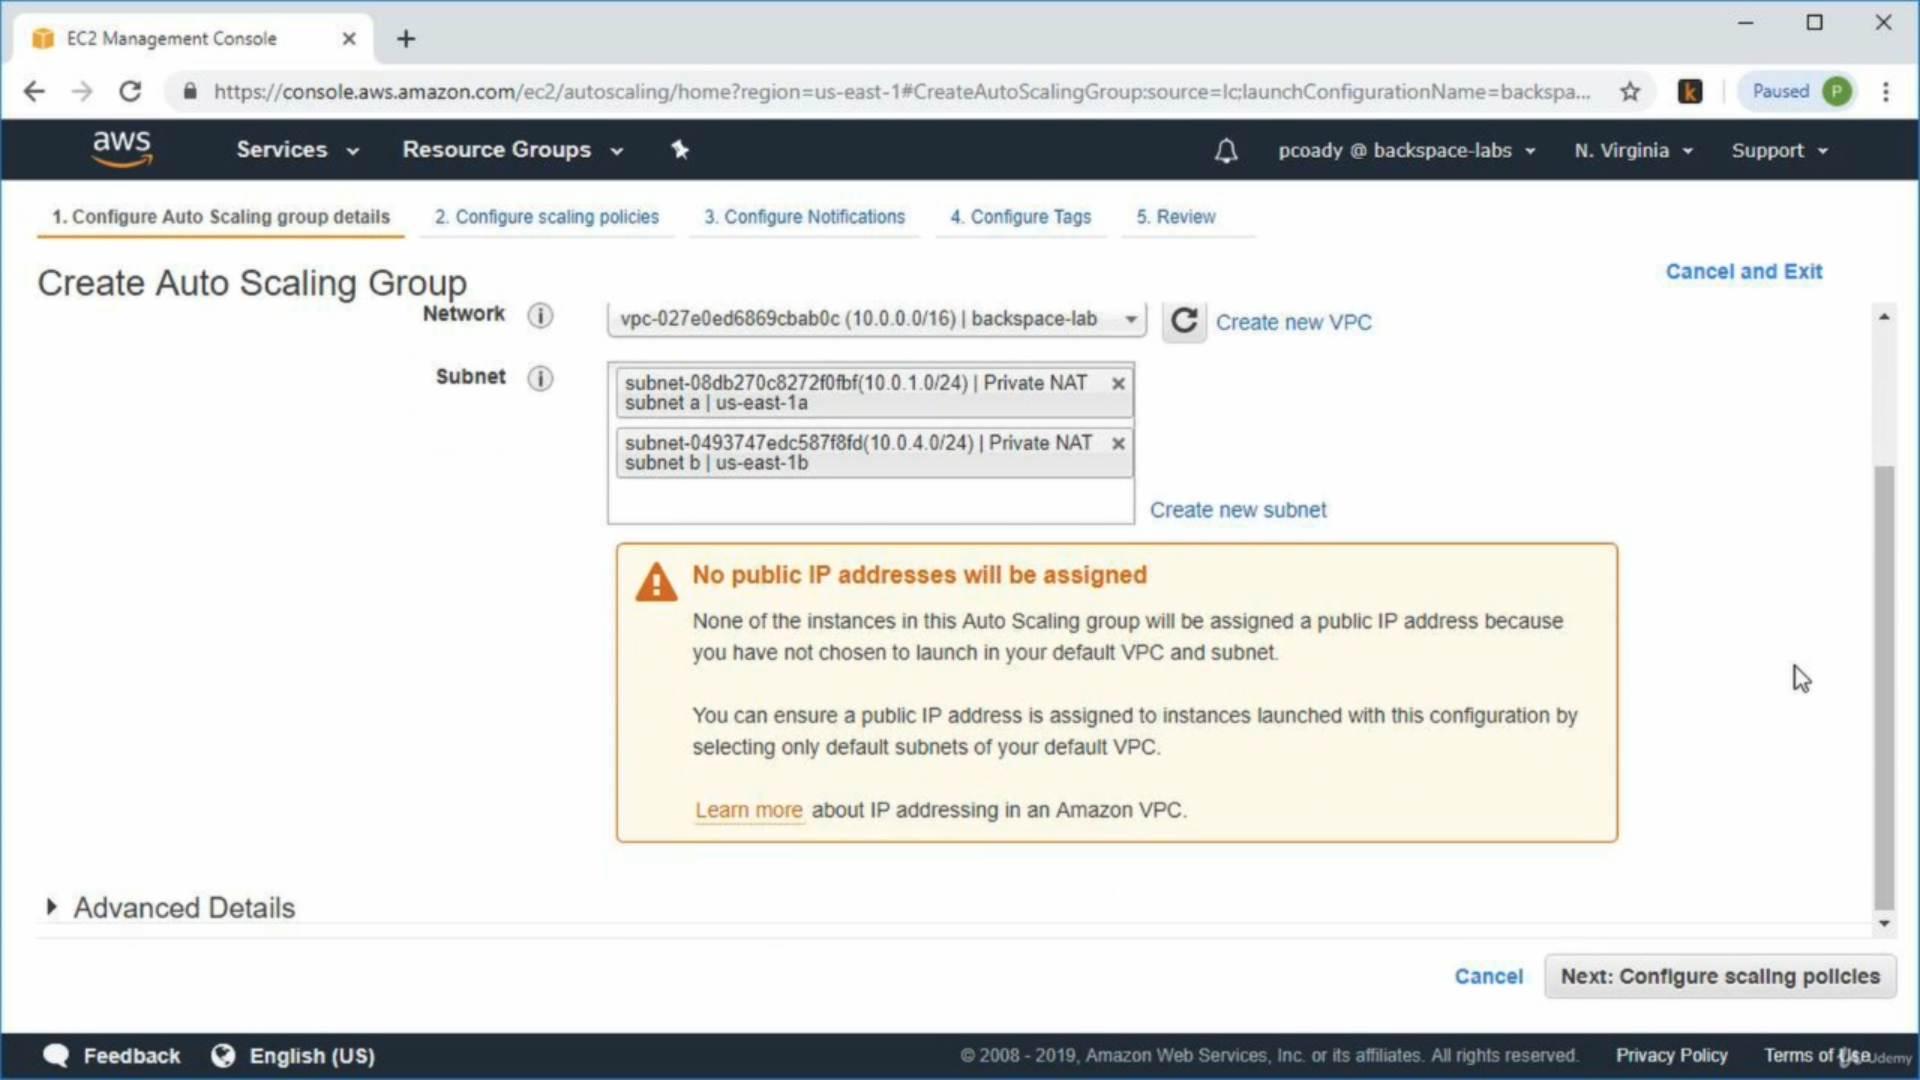 EC2 Management Console
https://console.aws.amazon.com/ec2/autoscaling/home?region=us-east-1#CreateAutoScalingGroup:source=lc;launchConfigurationName=backspa...
k
Paused
P
aws
Services
Resource Groups
pcoady @ backspace-labs
N. Virginia
Support
1. Configure Auto Scaling group details
2. Configure scaling policies
3. Configure Notifications
4. Configure Tags
5. Review
Create Auto Scaling Group
Cancel and Exit
Network
vpc-027e0ed6869cbab0c (10.0.0.0/16) | backspace-lab
Create new VPC
Subnet
subnet-08db270c8272f0fbf(10.0.1.0/24) | Private NAT
subnet a | us-east-1a
subnet-0493747edc587f8fd(10.0.4.0/24) | Private NAT
subnet b | us-east-1b
Create new subnet
No public IP addresses will be assigned
None of the instances in this Auto Scaling group will be assigned a public IP address because
you have not chosen to launch in your default VPC and subnet.
You can ensure a public IP address is assigned to instances launched with this configuration by
selecting only default subnets of your default VPC.
Learn more about IP addressing in an Amazon VPC.
Advanced Details
Cancel
Next: Configure scaling policies
Feedback
English (US)
© 2008 - 2019, Amazon Web Services, Inc. or its affiliates. All rights reserved.
Privacy Policy
Terms of Use
Udemy